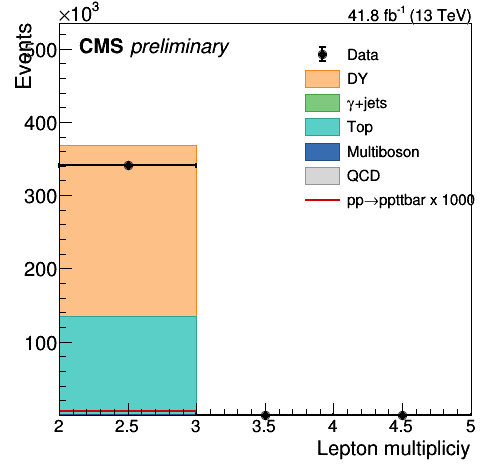 ×10³
41.8 fb⁻¹ (13 TeV)
Events
CMS preliminary
Data
DY
γ+jets
Top
Multiboson
QCD
pp→ppttbar x 1000
500
400
300
200
100
2 2.5 3 3.5 4 4.5 5
Lepton multipliciy